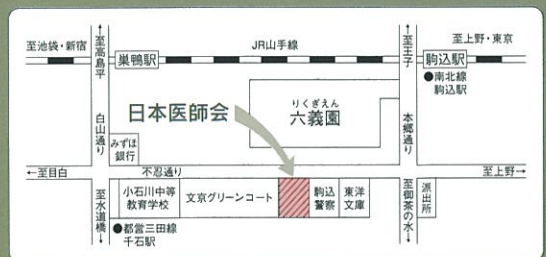 至池袋・新宿
←至高島平
巣鴨駅
JR山手線
←至王子
至上野・東京
駒込駅
●南北線
駒込駅
日本医師会
りくぎえん
六義園
白山通り
本郷通り
みずほ
銀行
←至目白
不忍通り
至上野→
至水道橋→
小石川中等
教育学校
文京グリーンコート
駒込
警察
東洋
文庫
至御茶の水→
派出所
●都営三田線
千石駅